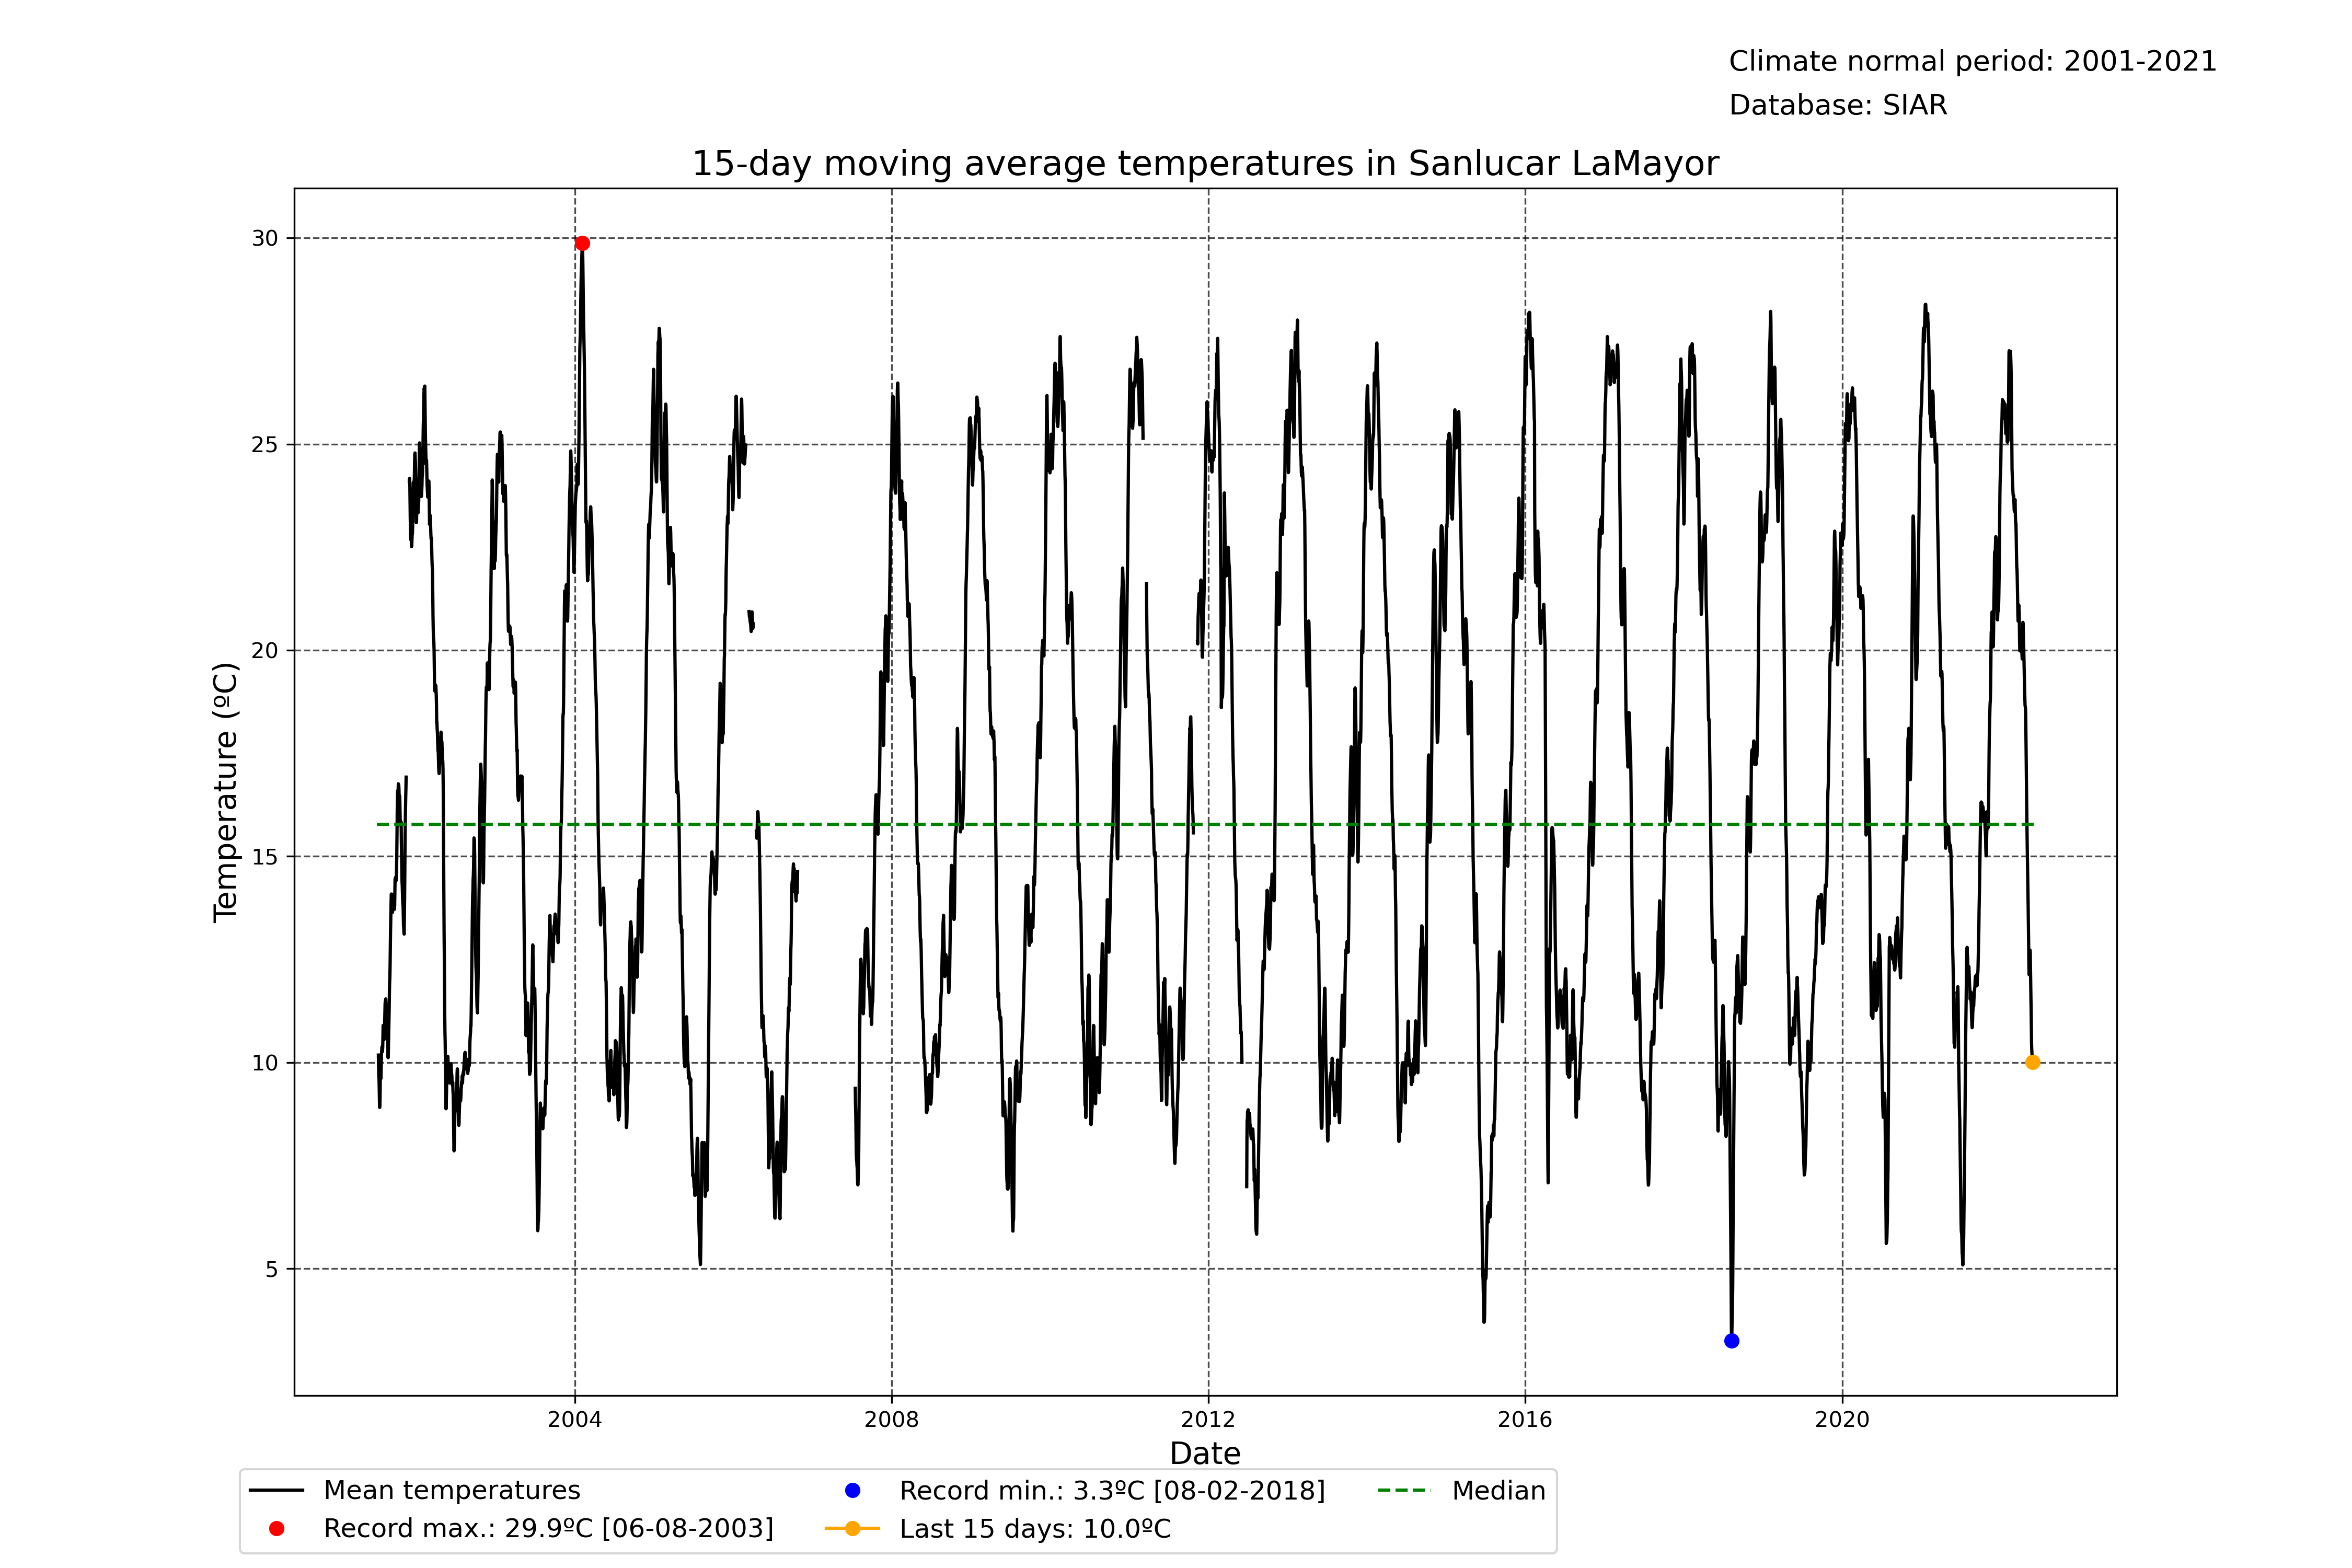 Climate normal period: 2001-2021
Database: SIAR
15-day moving average temperatures in Sanlucar LaMayor
Temperature (ºC)
30
25
20
15
10
5
2004
2008
2012
2016
2020
Date
Mean temperatures
Record max.: 29.9ºC [06-08-2003]
Record min.: 3.3ºC [08-02-2018]
Last 15 days: 10.0ºC
Median